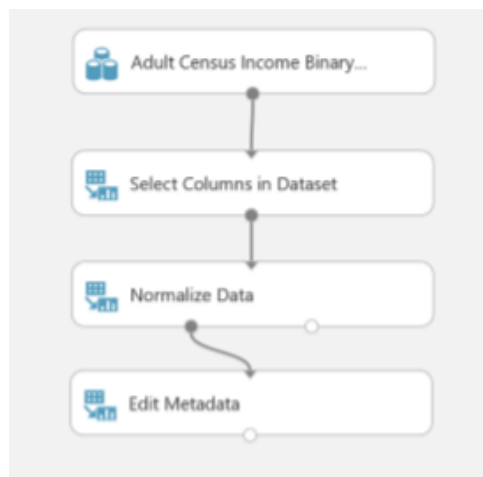 Adult Census Income Binary...
Select Columns in Dataset
Normalize Data
Edit Metadata